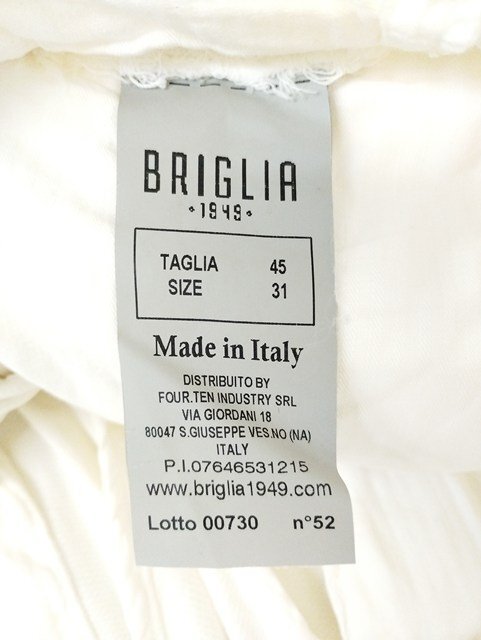 BRIGLIA
•1949•
TAGLIA 45
SIZE 31
Made in Italy
DISTRIBUITO BY
FOUR.TEN INDUSTRY SRL
VIA GIORDANI 18
80047 S.GIUSEPPE VES.NO (NA)
ITALY
P.I.07646531215
www.briglia1949.com
Lotto 00730 n°52